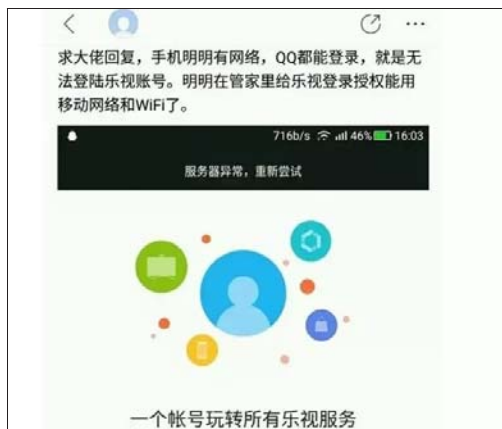 求大佬回复，手机明明有网络，QQ都能登录，就是无
法登陆乐视账号。明明在管家里给乐视登录授权能用
移动网络和WiFi了。
716b/s 46% 16:03
服务器异常，重新尝试
一个帐号玩转所有乐视服务